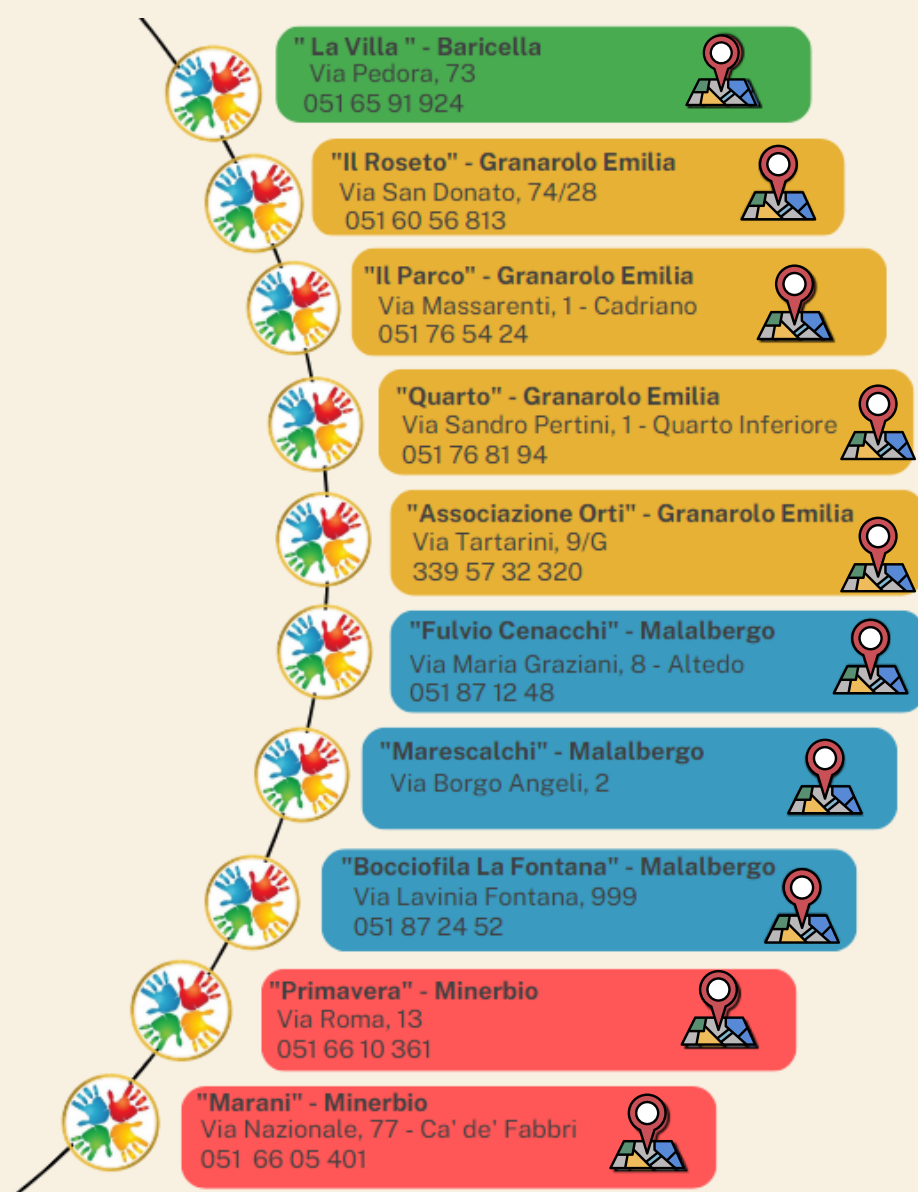 " La Villa " - Baricella
Via Pedora, 73
051 65 91 924
"Il Roseto" - Granarolo Emilia
Via San Donato, 74/28
051 60 56 813
"Il Parco" - Granarolo Emilia
Via Massarenti, 1 - Cadriano
051 76 54 24
"Quarto" - Granarolo Emilia
Via Sandro Pertini, 1 - Quarto Inferiore
051 76 81 94
"Associazione Orti" - Granarolo Emilia
Via Tartarini, 9/G
339 57 32 320
"Fulvio Cenacchi" - Malalbergo
Via Maria Graziani, 8 - Altedo
051 87 12 48
"Marescalchi" - Malalbergo
Via Borgo Angeli, 2
"Bocciofila La Fontana" - Malalbergo
Via Lavinia Fontana, 999
051 87 24 52
"Primavera" - Minerbio
Via Roma, 13
051 66 10 361
"Marani" - Minerbio
Via Nazionale, 77 - Ca' de' Fabbri
051 66 05 401